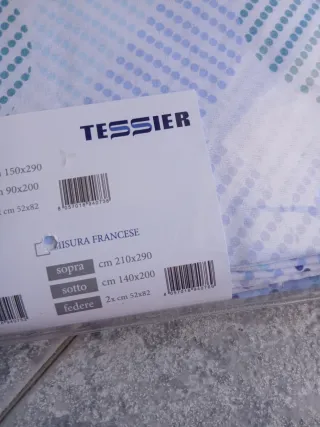 TESSIER
150x290
90x200
cm 52x82
MISURA FRANCESE
sopra cm 210x290
sotto cm 140x200
federe 2x cm 52x82